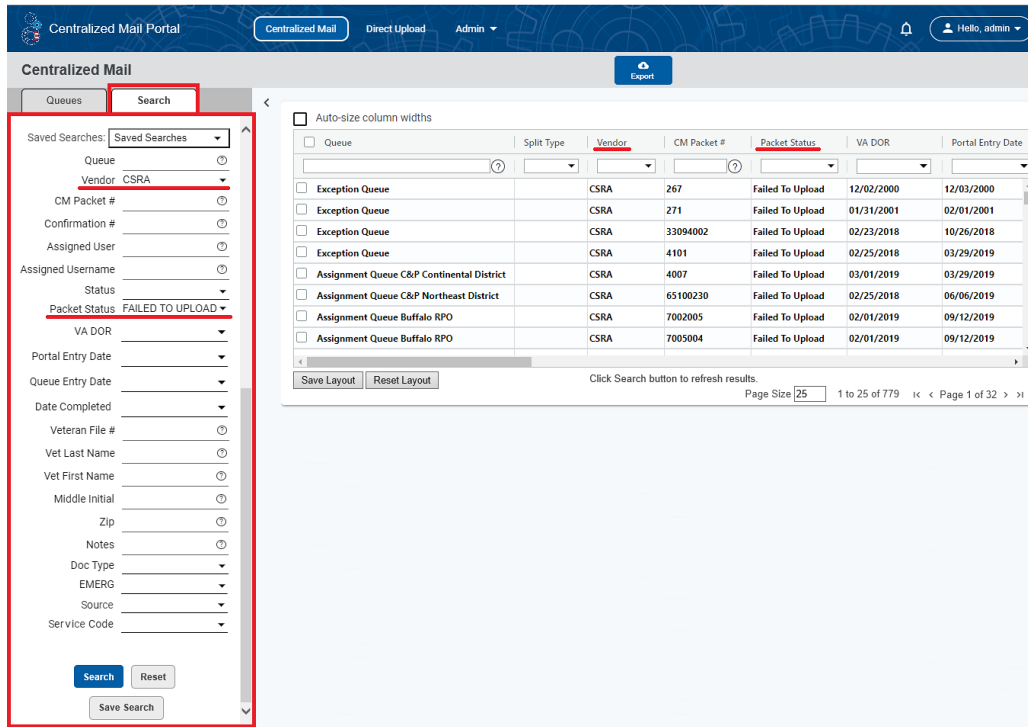 Centralized Mail Portal
Centralized Mail Direct Upload Admin
Hello, admin
Centralized Mail
Export
Queues Search
Saved Searches: Saved Searches
Queue
Vendor CSRA
CM Packet #
Confirmation #
Assigned User
Assigned Username
Status
Packet Status FAILED TO UPLOAD
VA DOR
Portal Entry Date
Queue Entry Date
Date Completed
Veteran File #
Vet Last Name
Vet First Name
Middle Initial
Zip
Notes
Doc Type
EMERG
Source
Service Code
Search Reset
Save Search
Auto-size column widths
Queue Split Type Vendor CM Packet # Packet Status VA DOR Portal Entry Date
Exception Queue CSRA 267 Failed To Upload 12/02/2000 12/03/2000
Exception Queue CSRA 271 Failed To Upload 01/31/2001 02/01/2001
Exception Queue CSRA 33094002 Failed To Upload 02/23/2018 10/26/2018
Exception Queue CSRA 4101 Failed To Upload 02/25/2018 03/29/2019
Assignment Queue C&P Continental District CSRA 4007 Failed To Upload 03/01/2019 03/29/2019
Assignment Queue C&P Northeast District CSRA 65100230 Failed To Upload 02/25/2018 06/06/2019
Assignment Queue Buffalo RPO CSRA 7002005 Failed To Upload 02/01/2019 09/12/2019
Assignment Queue Buffalo RPO CSRA 7005004 Failed To Upload 02/01/2019 09/12/2019
Save Layout Reset Layout Click Search button to refresh results.
Page Size 25 1 to 25 of 779 Page 1 of 32